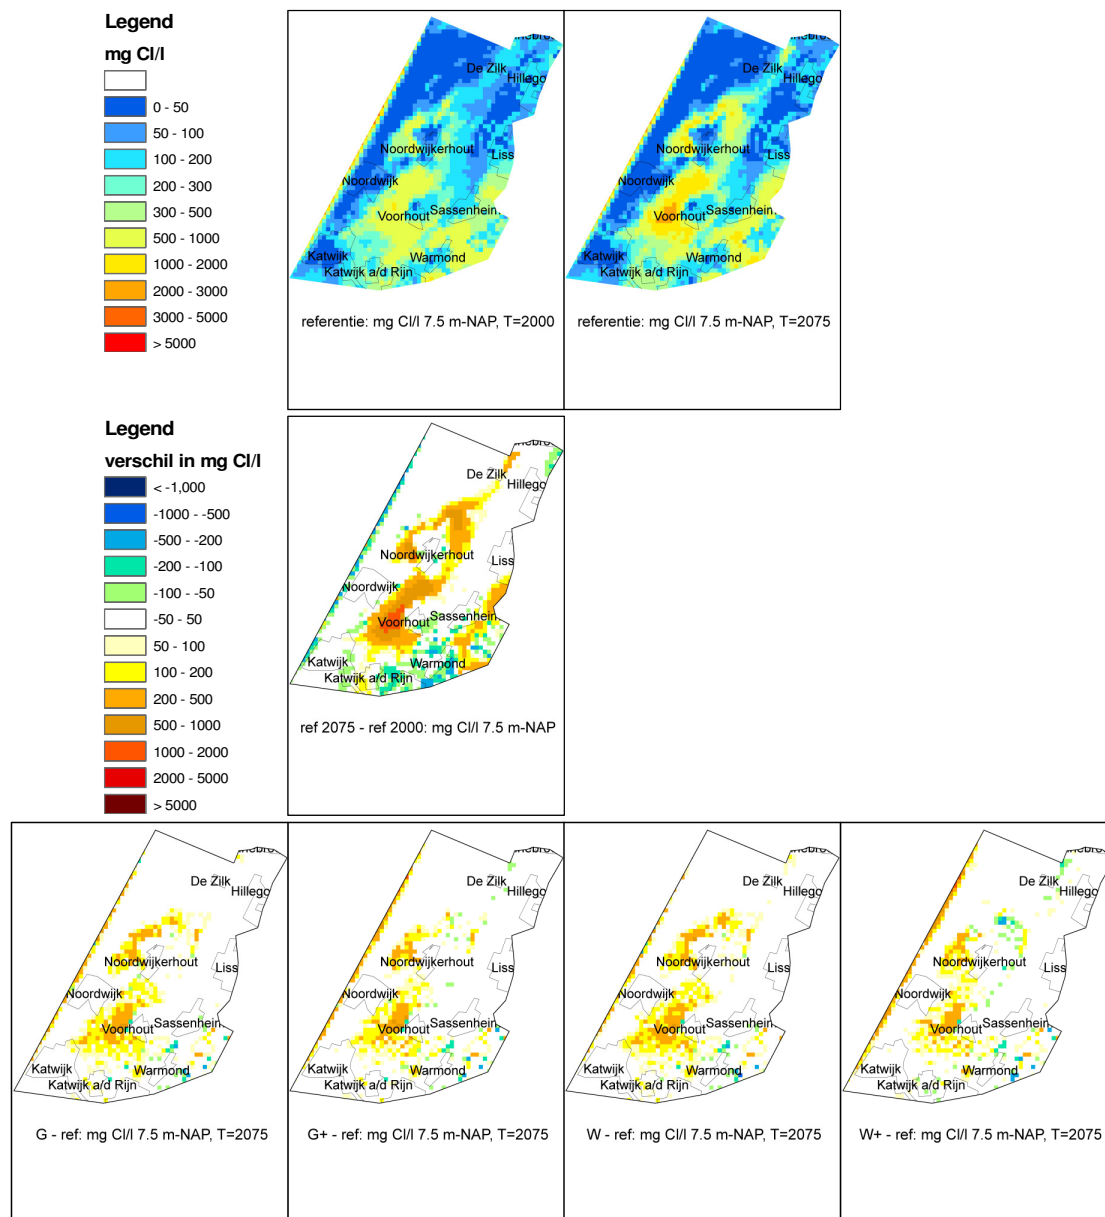 Legend
mg Cl/l
0 - 50
50 - 100
100 - 200
200 - 300
300 - 500
500 - 1000
1000 - 2000
2000 - 3000
3000 - 5000
> 5000
De Zilk
Hillego
Noordwijkerhout
Liss
Noordwijk
Sassenhein
Voorhout
Katwijk
Warmond
Katwijk a/d Rijn
referentie: mg Cl/l 7.5 m-NAP, T=2000
De Zilk
Hillego
Noordwijkerhout
Liss
Noordwijk
Sassenhein
Voorhout
Katwijk
Warmond
Katwijk a/d Rijn
referentie: mg Cl/l 7.5 m-NAP, T=2075
Legend
verschil in mg Cl/l
< -1,000
-1000 - -500
-500 - -200
-200 - -100
-100 - -50
-50 - 50
50 - 100
100 - 200
200 - 500
500 - 1000
1000 - 2000
2000 - 5000
> 5000
De Zilk
Hillego
Noordwijkerhout
Liss
Noordwijk
Sassenhein
Voorhout
Katwijk
Warmond
Katwijk a/d Rijn
ref 2075 - ref 2000: mg Cl/l 7.5 m-NAP
De Zilk
Hillego
Noordwijkerhout
Liss
Noordwijk
Sassenhein
Voorhout
Katwijk
Warmond
Katwijk a/d Rijn
G - ref: mg Cl/l 7.5 m-NAP, T=2075
De Zilk
Hillego
Noordwijkerhout
Liss
Noordwijk
Sassenhein
Voorhout
Katwijk
Warmond
Katwijk a/d Rijn
G+ - ref: mg Cl/l 7.5 m-NAP, T=2075
De Zilk
Hillego
Noordwijkerhout
Liss
Noordwijk
Sassenhein
Voorhout
Katwijk
Warmond
Katwijk a/d Rijn
W - ref: mg Cl/l 7.5 m-NAP, T=2075
De Zilk
Hillego
Noordwijkerhout
Liss
Noordwijk
Sassenhein
Voorhout
Katwijk
Warmond
Katwijk a/d Rijn
W+ - ref: mg Cl/l 7.5 m-NAP, T=2075